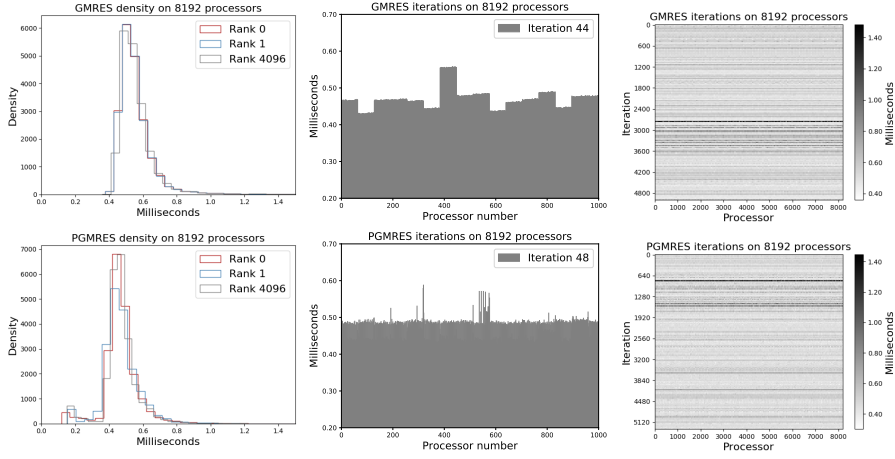 GMRES density on 8192 processors
Rank 0
Rank 1
Rank 4096
Density
6000
5000
4000
3000
2000
1000
0
0.0 0.2 0.4 0.6 0.8 1.0 1.2 1.4
Milliseconds
GMRES iterations on 8192 processors
Iteration 44
Milliseconds
0.70
0.60
0.50
0.40
0.30
0.20
0 200 400 600 800 1000
Processor number
GMRES iterations on 8192 processors
Iteration
0
600
1200
1800
2400
3000
3600
4200
4800
0 1000 2000 3000 4000 5000 6000 7000 8000
Processor
1.40
1.20
1.00
0.80
0.60
0.40
Milliseconds
PGMRES density on 8192 processors
Rank 0
Rank 1
Rank 4096
Density
7000
6000
5000
4000
3000
2000
1000
0
0.0 0.2 0.4 0.6 0.8 1.0 1.2 1.4
Milliseconds
PGMRES iterations on 8192 processors
Iteration 48
Milliseconds
0.70
0.60
0.50
0.40
0.30
0.20
0 200 400 600 800 1000
Processor number
PGMRES iterations on 8192 processors
Iteration
0
640
1280
1920
2560
3200
3840
4480
5120
0 1000 2000 3000 4000 5000 6000 7000 8000
Processor
1.40
1.20
1.00
0.80
0.60
0.40
Milliseconds